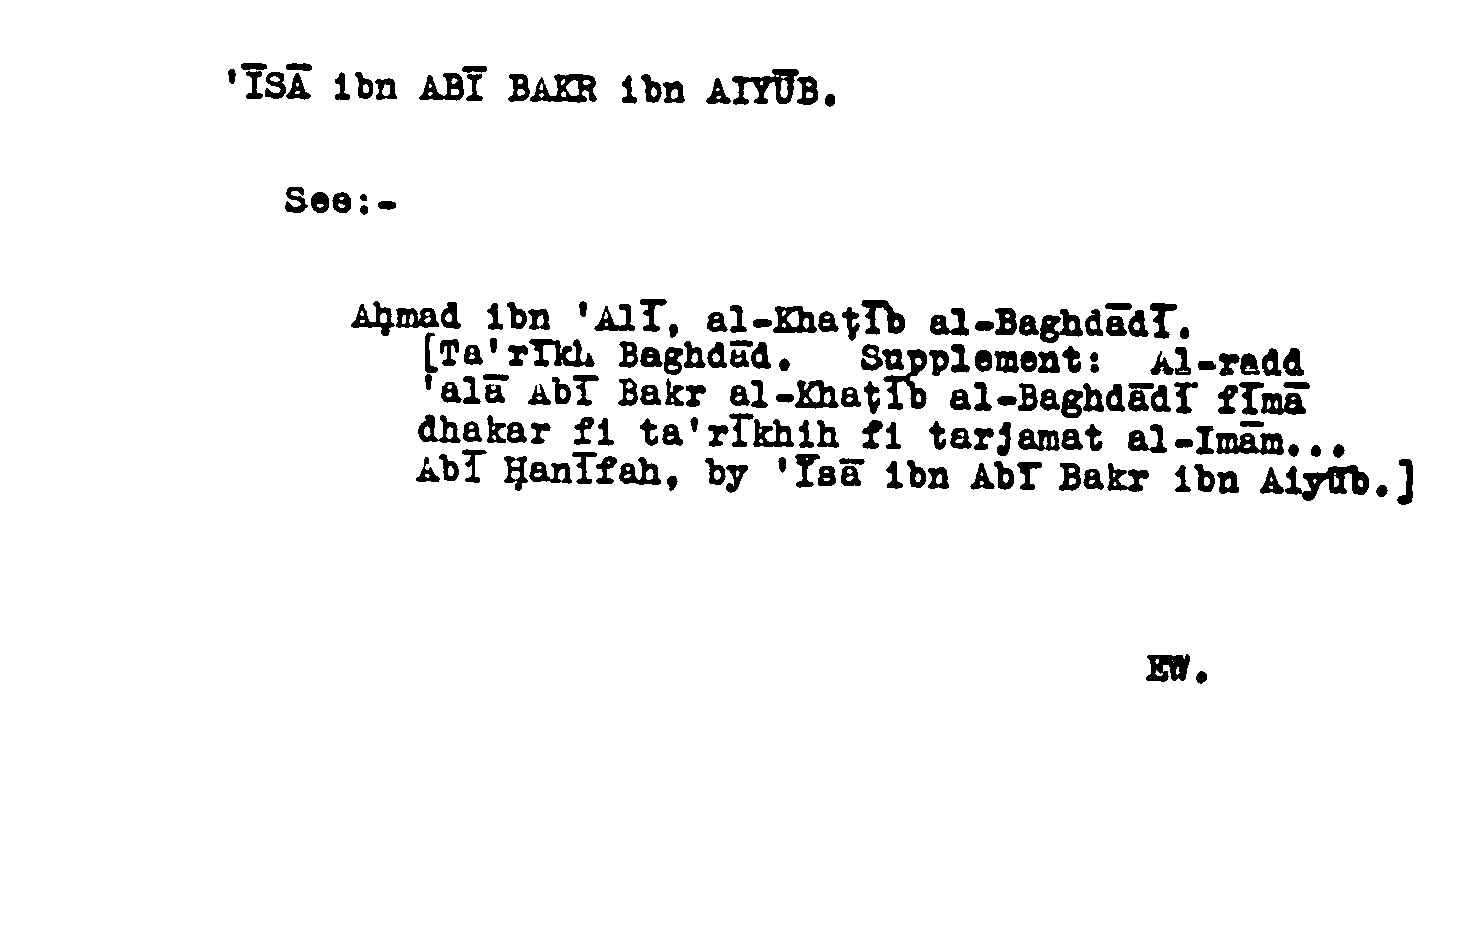 'ĪSĀ ibn ABĪ BAKR ibn AIYŪB.
See:-
Aḥmad ibn 'Alī, al-Khaṭīb al-Baghdādī.
[Ta'rīkh Baghdād. Supplement: Al-radd
'alā Abī Bakr al-Khaṭīb al-Baghdādī fīmā
dhakar fi ta'rīkhih fi tarjamat al-Imām...
Abī Ḥanīfah, by 'Īsā ibn Abī Bakr ibn Aiyūb.]
EW.